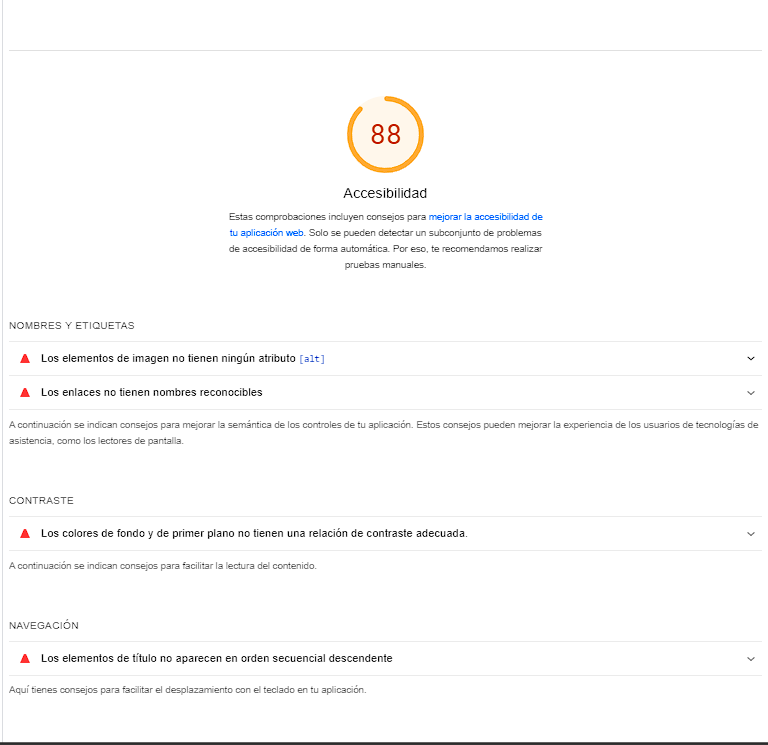 88
Accesibilidad
Estas comprobaciones incluyen consejos para mejorar la accesibilidad de
tu aplicación web. Solo se pueden detectar un subconjunto de problemas
de accesibilidad de forma automática. Por eso, te recomendamos realizar
pruebas manuales.
NOMBRES Y ETIQUETAS
Los elementos de imagen no tienen ningún atributo [alt]
Los enlaces no tienen nombres reconocibles
A continuación se indican consejos para mejorar la semántica de los controles de tu aplicación. Estos consejos pueden mejorar la experiencia de los usuarios de tecnologías de
asistencia, como los lectores de pantalla.
CONTRASTE
Los colores de fondo y de primer plano no tienen una relación de contraste adecuada.
A continuación se indican consejos para facilitar la lectura del contenido.
NAVEGACIÓN
Los elementos de título no aparecen en orden secuencial descendente
Aquí tienes consejos para facilitar el desplazamiento con el teclado en tu aplicación.